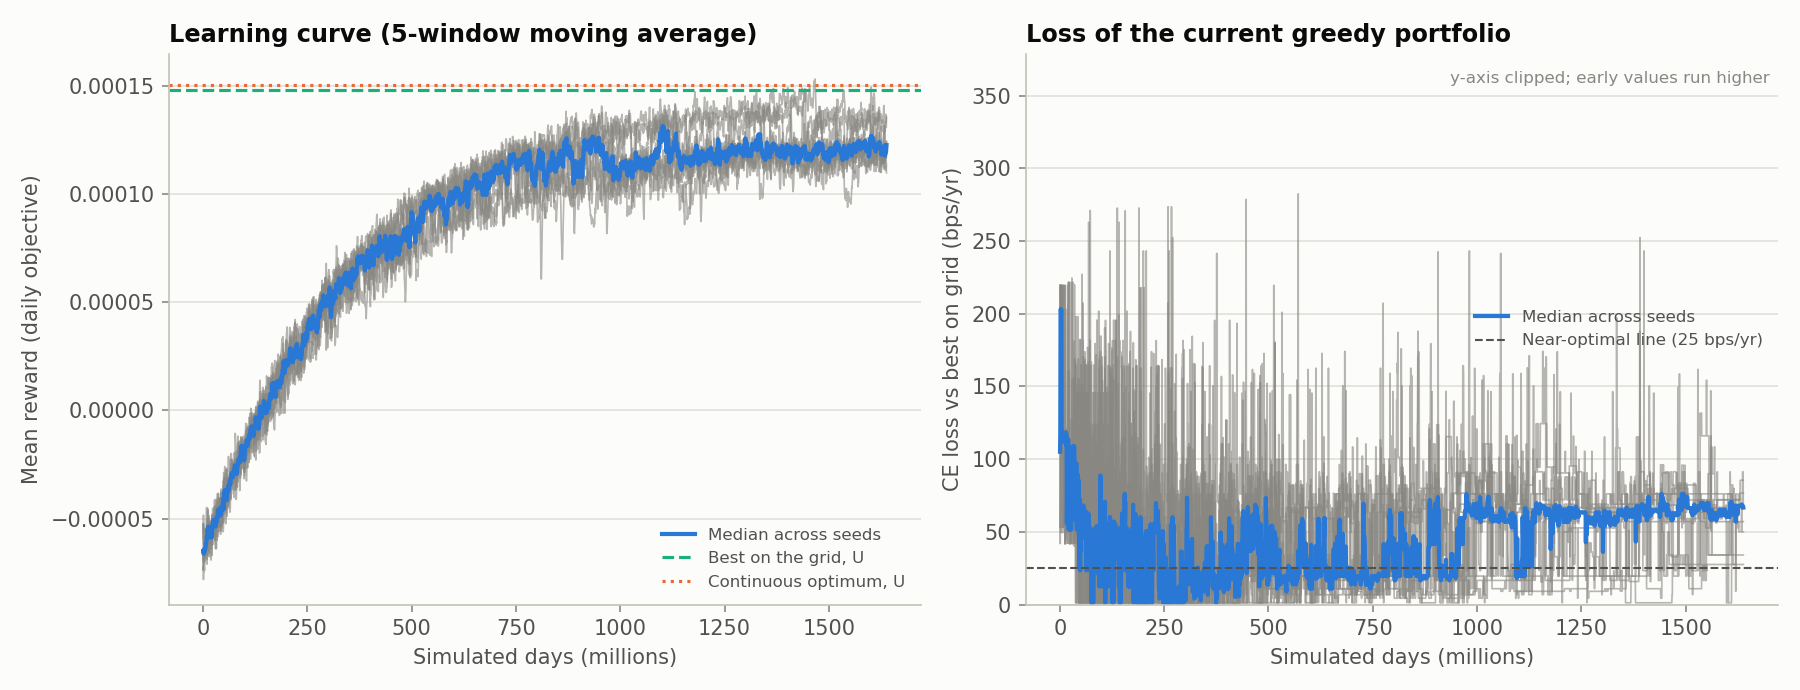 Learning curve (5-window moving average)
Mean reward (daily objective)
0.00015
0.00010
0.00005
0.00000
−0.00005
Median across seeds
Best on the grid, U
Continuous optimum, U
0 250 500 750 1000 1250 1500
Simulated days (millions)
Loss of the current greedy portfolio
y-axis clipped; early values run higher
CE loss vs best on grid (bps/yr)
350
300
250
200
150
100
50
0
Median across seeds
Near-optimal line (25 bps/yr)
0 250 500 750 1000 1250 1500
Simulated days (millions)